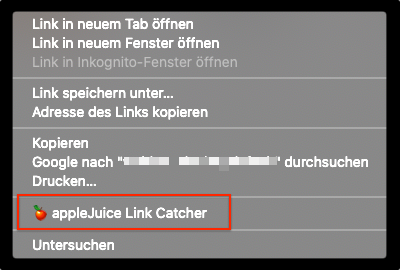 Link in neuem Tab öffnen
Link in neuem Fenster öffnen
Link in Inkognito-Fenster öffnen
Link speichern unter...
Adresse des Links kopieren
Kopieren
Google nach "" durchsuchen
Drucken...
appleJuice Link Catcher
Untersuchen